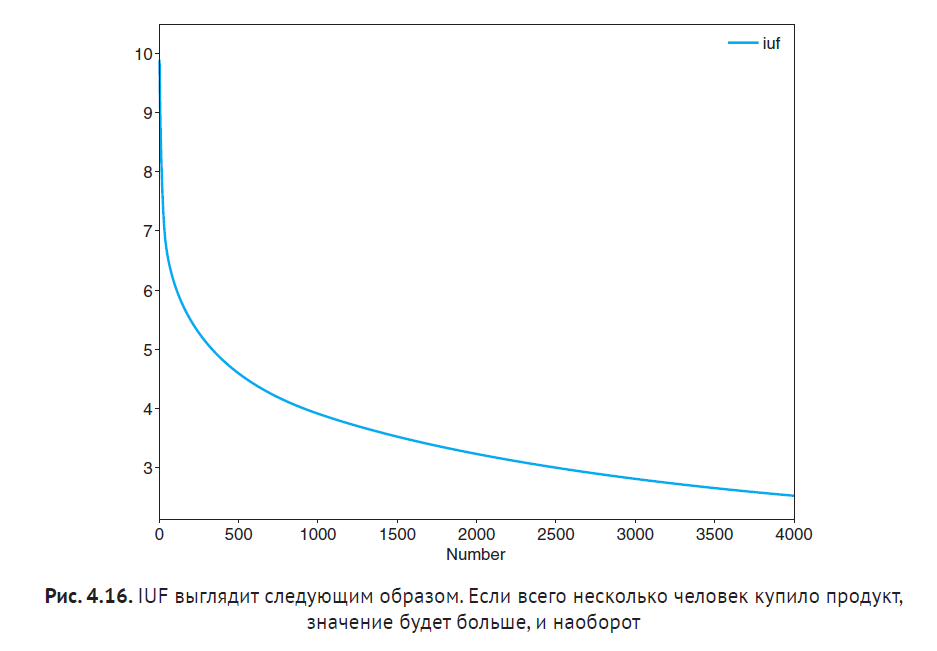 iuf
10
9
8
7
6
5
4
3
0 500 1000 1500 2000 2500 3000 3500 4000
Number
Рис. 4.16. IUF выглядит следующим образом. Если всего несколько человек купило продукт,
значение будет больше, и наоборот